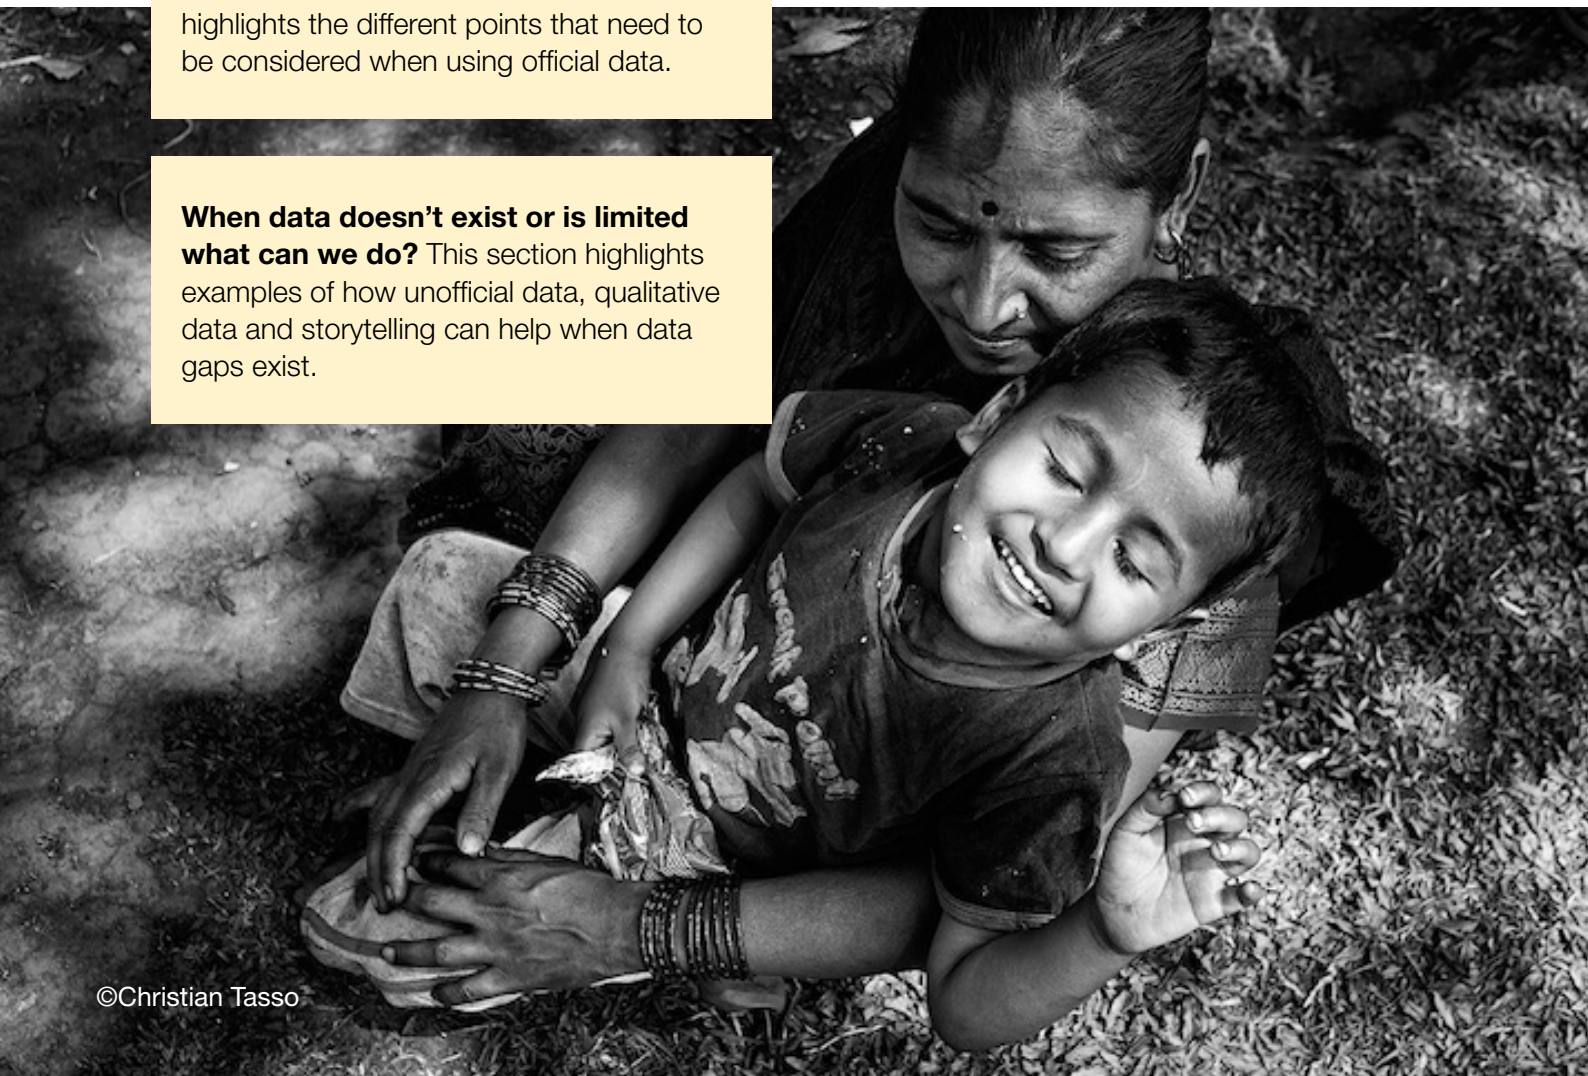 highlights the different points that need to
be considered when using official data.
When data doesn’t exist or is limited
what can we do? This section highlights
examples of how unofficial data, qualitative
data and storytelling can help when data
gaps exist.
©Christian Tasso